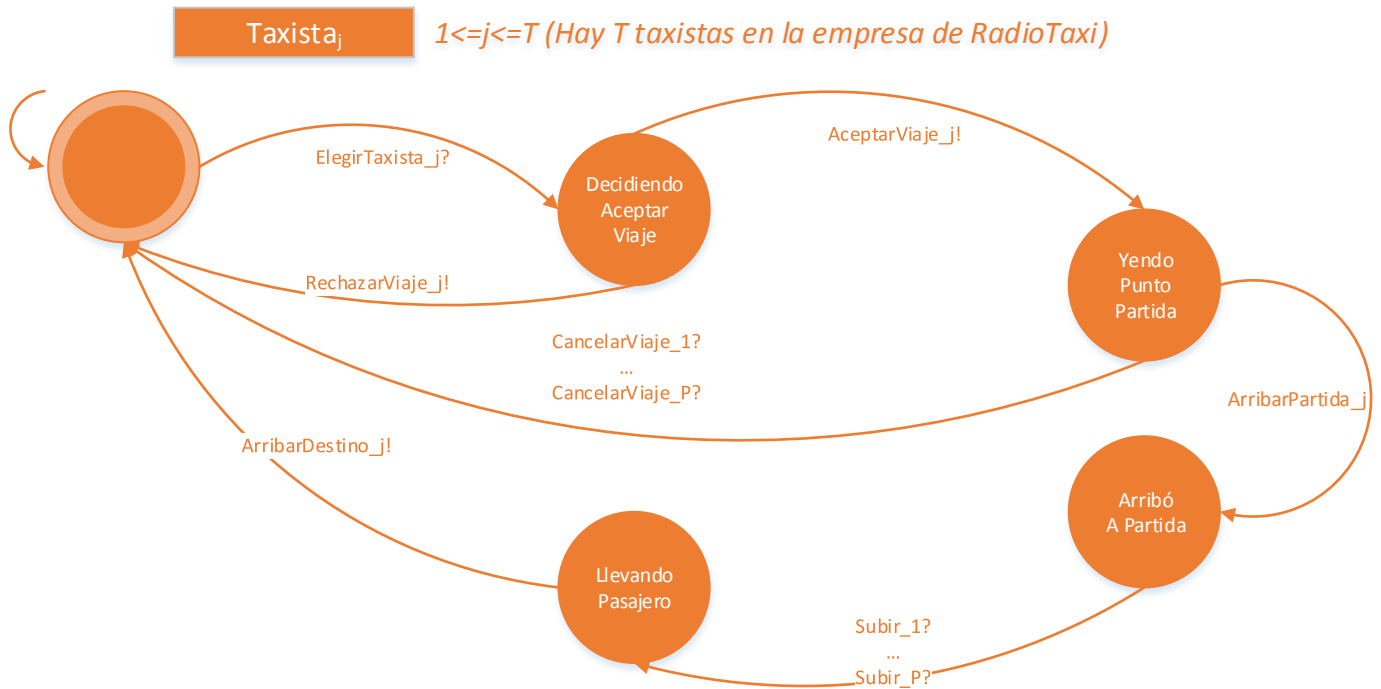 Taxistaj 1<=j<=T (Hay T taxistas en la empresa de RadioTaxi)
ElegirTaxista_j?
AceptarViaje_j!
Decidiendo
Aceptar
Viaje
RechazarViaje_j!
Yendo
Punto
Partida
CancelarViaje_1?
...
CancelarViaje_P?
ArribarPartida_j
ArribarDestino_j!
Arribó
A Partida
Llevando
Pasajero
Subir_1?
...
Subir_P?